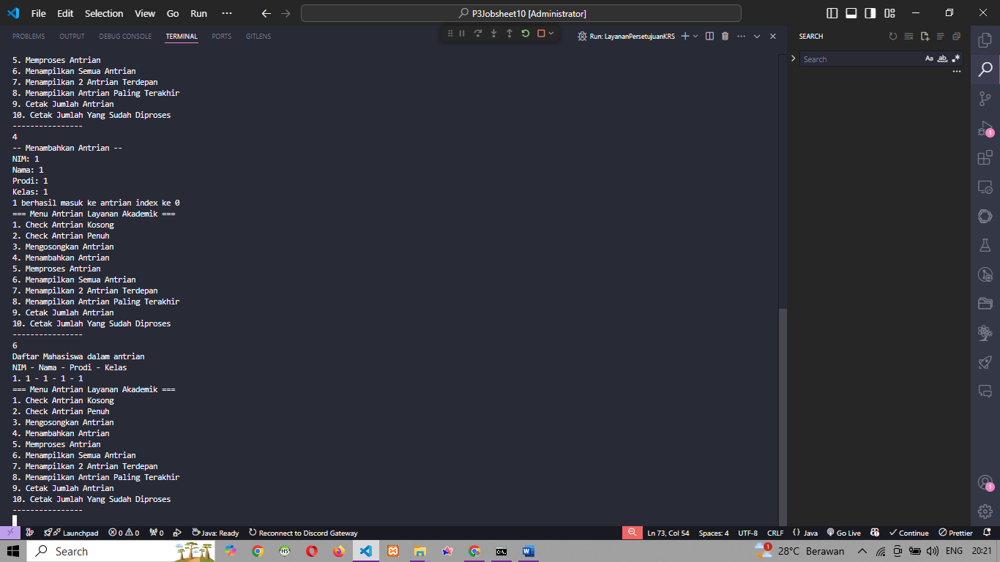 File Edit Selection View Go Run ···
P3Jobsheet10 [Administrator]
PROBLEMS OUTPUT DEBUG CONSOLE TERMINAL PORTS GITLENS
Run: LayananPersetujuanKRS
SEARCH
Search
Aa ab .*
5. Memproses Antrian
6. Menampilkan Semua Antrian
7. Menampilkan 2 Antrian Terdepan
8. Menampilkan Antrian Paling Terakhir
9. Cetak Jumlah Antrian
10. Cetak Jumlah Yang Sudah Diproses
----------------
4
-- Menambahkan Antrian --
NIM: 1
Nama: 1
Prodi: 1
Kelas: 1
1 berhasil masuk ke antrian index ke 0
=== Menu Antrian Layanan Akademik ===
1. Check Antrian Kosong
2. Check Antrian Penuh
3. Mengosongkan Antrian
4. Menambahkan Antrian
5. Memproses Antrian
6. Menampilkan Semua Antrian
7. Menampilkan 2 Antrian Terdepan
8. Menampilkan Antrian Paling Terakhir
9. Cetak Jumlah Antrian
10. Cetak Jumlah Yang Sudah Diproses
----------------
6
Daftar Mahasiswa dalam antrian
NIM - Nama - Prodi - Kelas
1. 1 - 1 - 1 - 1
=== Menu Antrian Layanan Akademik ===
1. Check Antrian Kosong
2. Check Antrian Penuh
3. Mengosongkan Antrian
4. Menambahkan Antrian
5. Memproses Antrian
6. Menampilkan Semua Antrian
7. Menampilkan 2 Antrian Terdepan
8. Menampilkan Antrian Paling Terakhir
9. Cetak Jumlah Antrian
10. Cetak Jumlah Yang Sudah Diproses
----------------
1
1
Launchpad 0 0 0 Java: Ready Reconnect to Discord Gateway Ln 73, Col 54 Spaces: 4 UTF-8 CRLF {} Java Go Live Continue Prettier
Search HS 1 28°C Berawan ENG 20:21